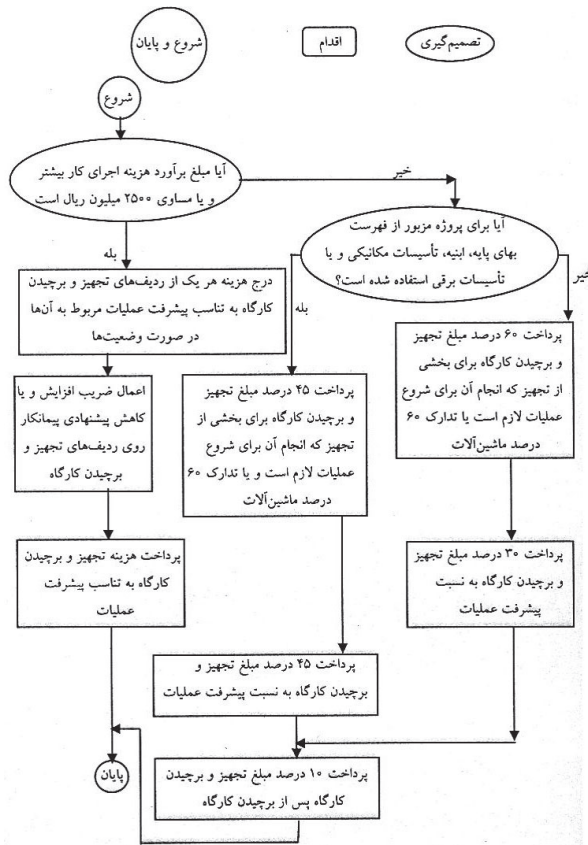 شروع و پایان
اقدام
تصمیم‌گیری
شروع
آیا مبلغ برآورد هزینه اجرای کار بیشتر
و یا مساوی ۲۵۰۰ میلیون ریال است
خیر
آیا برای پروژه مزبور از فهرست
بهای پایه، ابنیه، تأسیسات مکانیکی و یا
تأسیسات برقی استفاده شده است؟
خیر
بله
بله
درج هزینه هر یک از ردیف‌های تجهیز و برچیدن
کارگاه به تناسب پیشرفت عملیات مربوط به آن‌ها
در صورت وضعیت‌ها
پرداخت ۶۰ درصد مبلغ تجهیز
و برچیدن کارگاه برای بخشی
از تجهیز که انجام آن برای شروع
عملیات لازم است یا تدارک ۶۰
درصد ماشین‌آلات
پرداخت ۴۵ درصد مبلغ تجهیز
و برچیدن کارگاه برای بخشی از
تجهیز که انجام آن برای شروع
عملیات لازم است و یا تدارک ۶۰
درصد ماشین‌آلات
اعمال ضریب افزایش و یا
کاهش پیشنهادی پیمانکار
روی ردیف‌های تجهیز و
برچیدن کارگاه
پرداخت هزینه تجهیز و برچیدن
کارگاه به تناسب پیشرفت
عملیات
پرداخت ۳۰ درصد مبلغ تجهیز
و برچیدن کارگاه به نسبت
پیشرفت عملیات
پرداخت ۴۵ درصد مبلغ تجهیز و
برچیدن کارگاه به نسبت پیشرفت عملیات
پرداخت ۱۰ درصد مبلغ تجهیز و برچیدن
کارگاه پس از برچیدن کارگاه
پایان